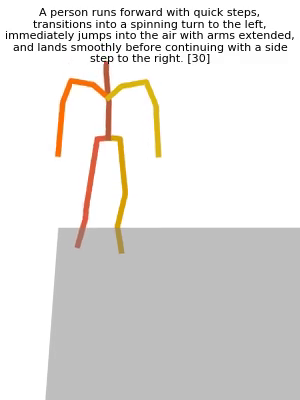 A person runs forward with quick steps,
transitions into a spinning turn to the left,
immediately jumps into the air with arms extended,
and lands smoothly before continuing with a side
step to the right. [30]